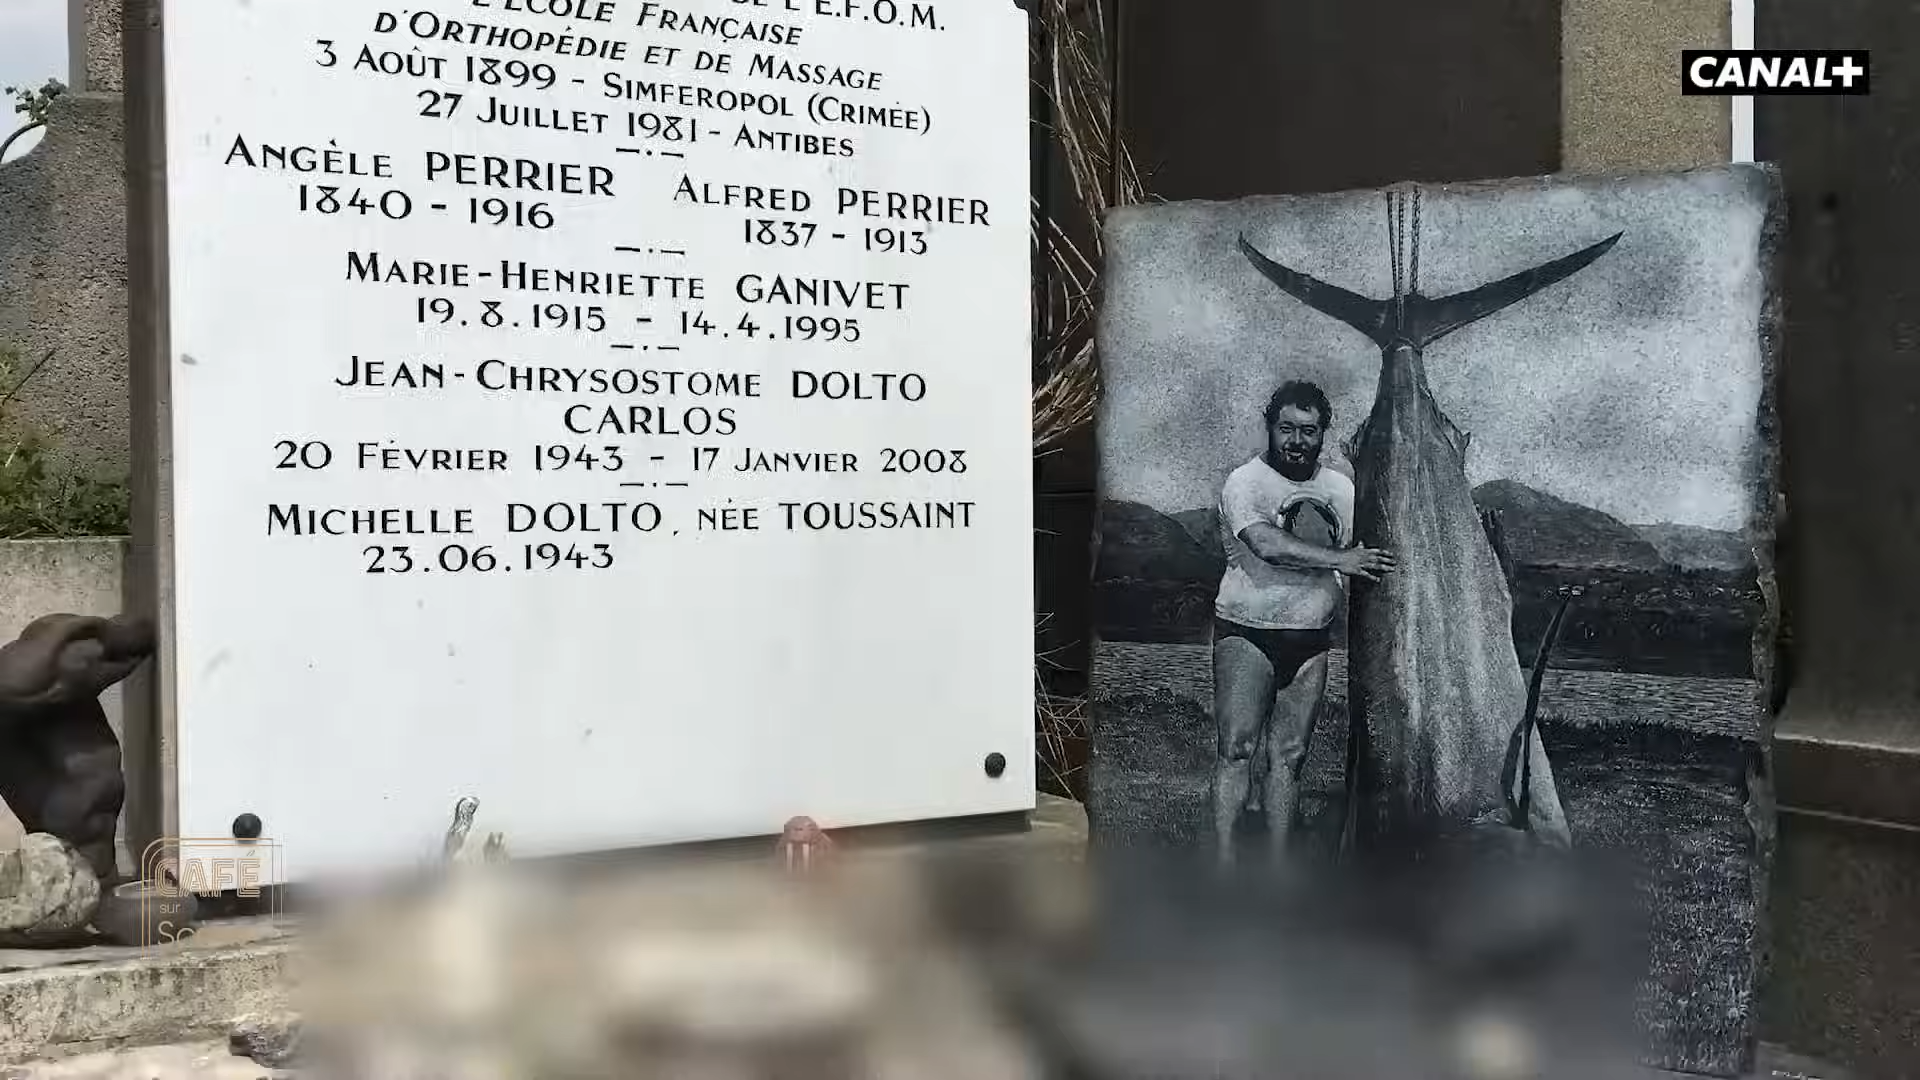 DE L'E.F.O.M.
L'ÉCOLE FRANÇAISE
D'ORTHOPÉDIE ET DE MASSAGE
3 AOÛT 1899 - SIMFEROPOL (CRIMÉE)
27 JUILLET 1981 - ANTIBES
ANGÈLE PERRIER
1840 - 1916
ALFRED PERRIER
1837 - 1913
MARIE-HENRIETTE GANIVET
19.8.1915 - 14.4.1995
JEAN-CHRYSOSTOME DOLTO
CARLOS
20 FÉVRIER 1943 - 17 JANVIER 2008
MICHELLE DOLTO, NÉE TOUSSAINT
23.06.1943
CANAL+
CAFÉ
sur